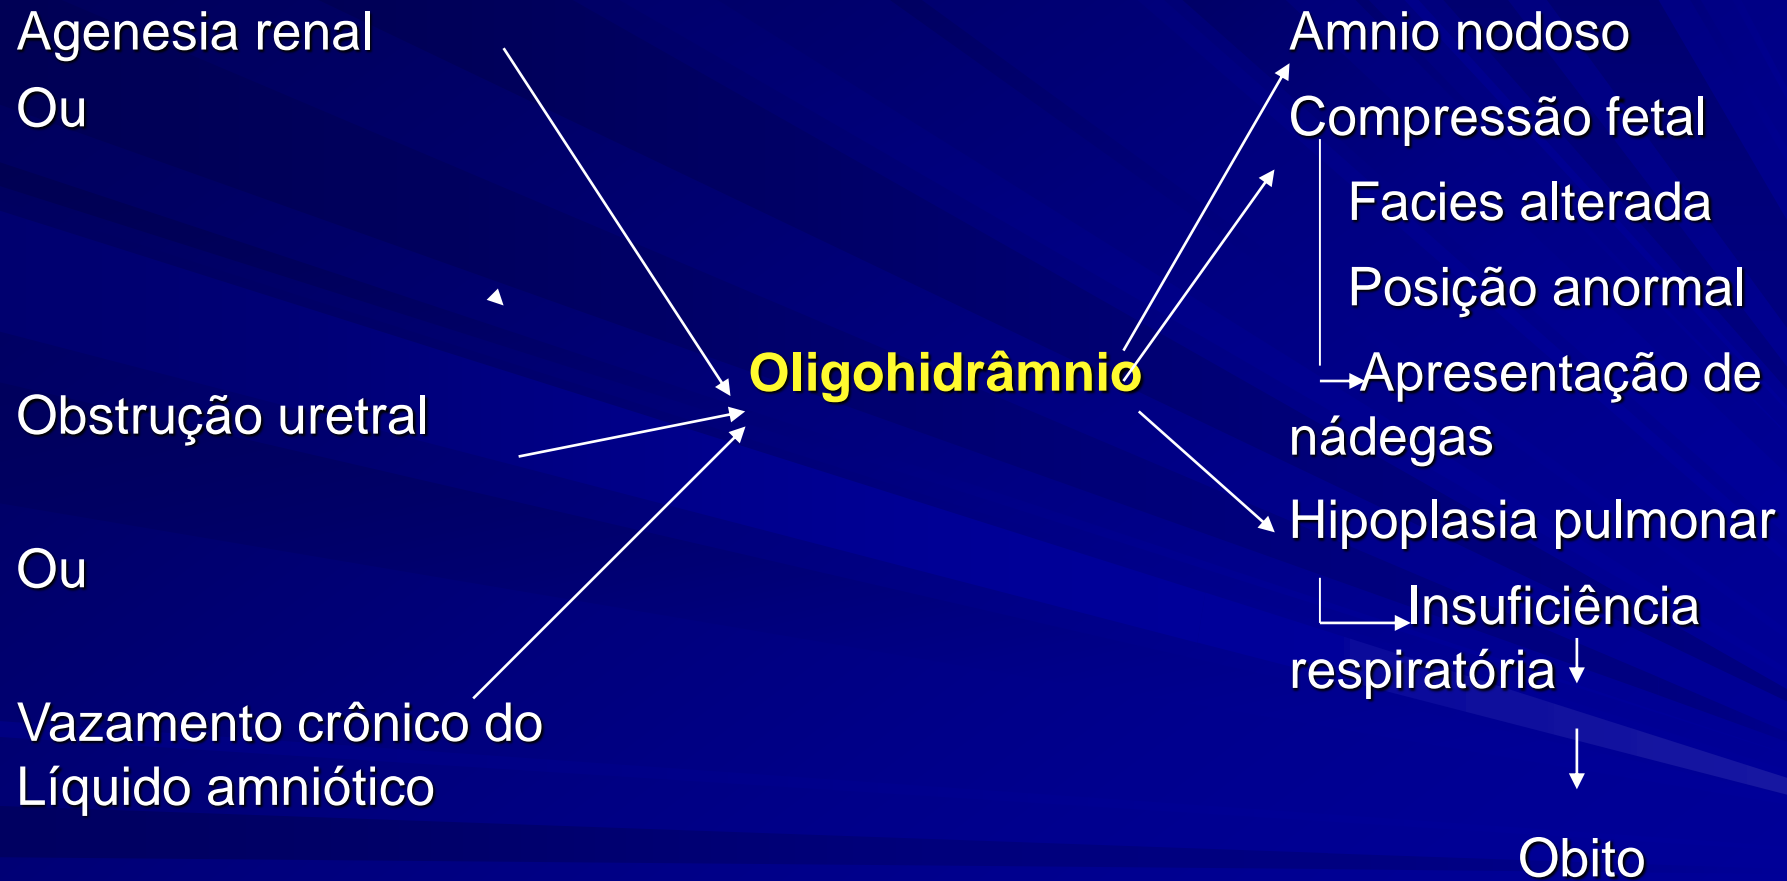 Agenesia renal
Ou
Obstrução uretral
Ou
Vazamento crônico do
Líquido amniótico
Oligohidrâmnio
Amnio nodoso
Compressão fetal
Facies alterada
Posição anormal
Apresentação de
nádegas
Hipoplasia pulmonar
Insuficiência
respiratória
Obito